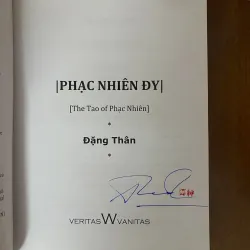 |PHẠC NHIÊN ĐY|
[The Tao of Phạc Nhiên]
Đặng Thân
VERITAS W VANITAS